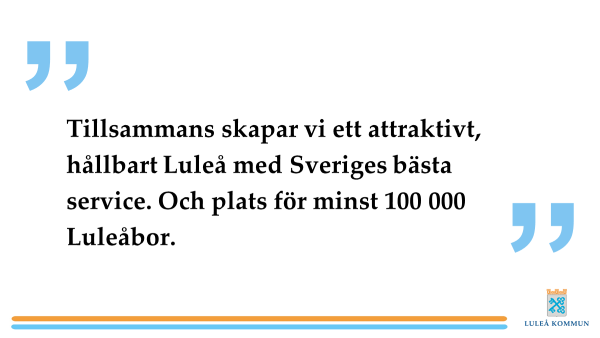 ”
Tillsammans skapar vi ett attraktivt,
hållbart Luleå med Sveriges bästa
service. Och plats för minst 100 000
Luleåbor.
”
LULEÅ KOMMUN